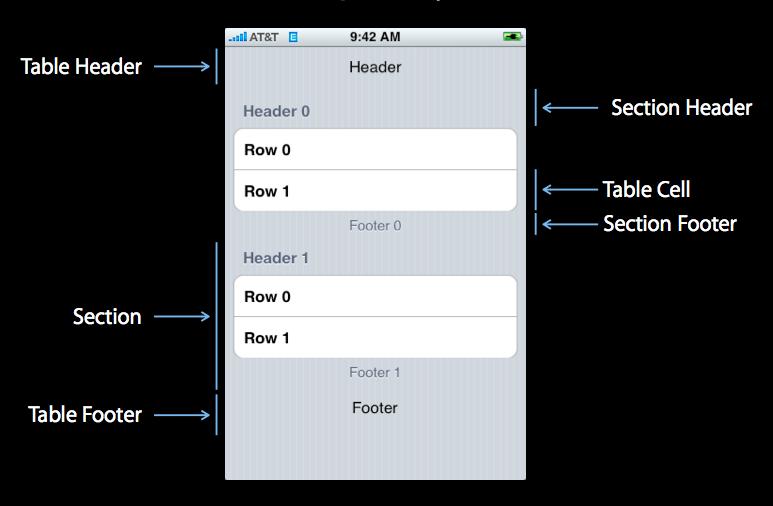 AT&T E 9:42 AM
Table Header
Header
Header 0
Section Header
Row 0
Row 1
Table Cell
Footer 0
Section Footer
Header 1
Row 0
Section
Row 1
Footer 1
Table Footer
Footer